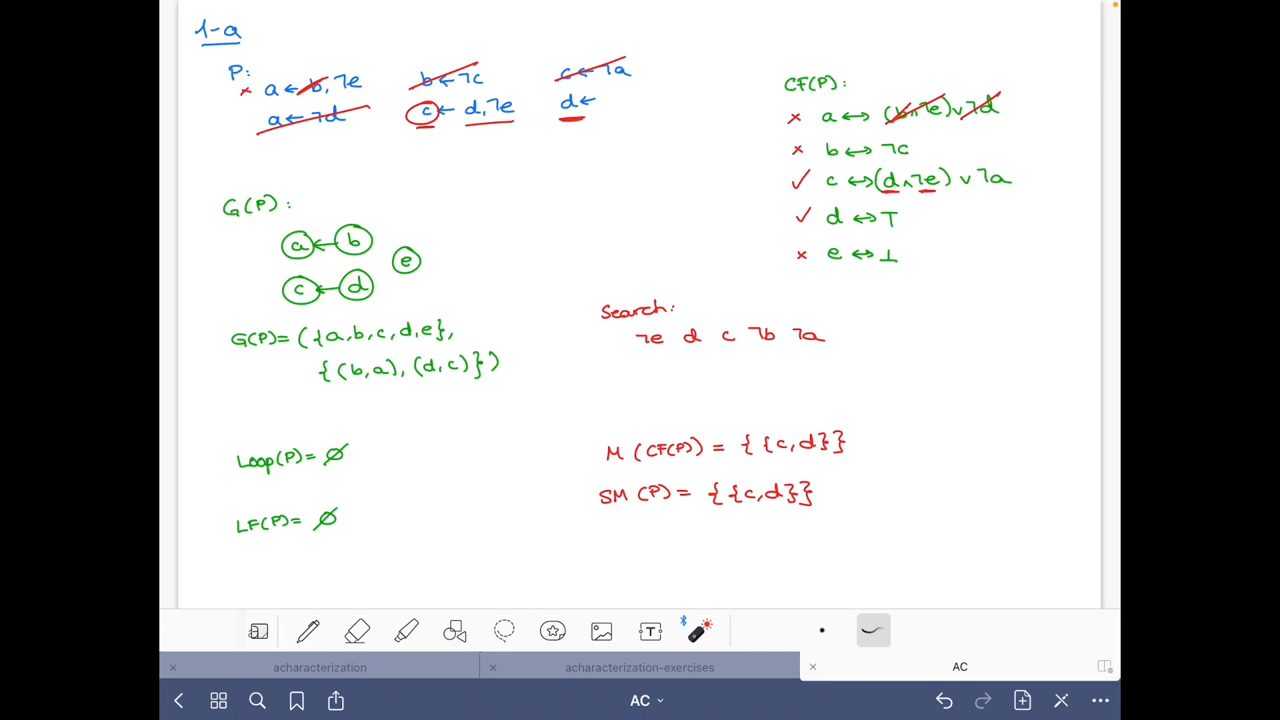 1-a
P:
a ← b, ¬e   b ← ¬c   c ← ¬a
a ← ¬d   c ← d, ¬e   d ←
CF(P):
× a ↔ (b∧¬e) ∨ ¬d
× b ↔ ¬c
✓ c ↔ (d∧¬e) ∨ ¬a
✓ d ↔ ⊤
× e ↔ ⊥
G(P):
a ← b
e
c ← d
G(P)= ({a,b,c,d,e},
{(b,a), (d,c)})
Search:
¬e d c ¬b ¬a
Loop(P)= ∅
LF(P)= ∅
M (CF(P)) = {{c,d}}
SM (P) = {{c,d}}
T
acharacterization
acharacterization-exercises
AC
AC